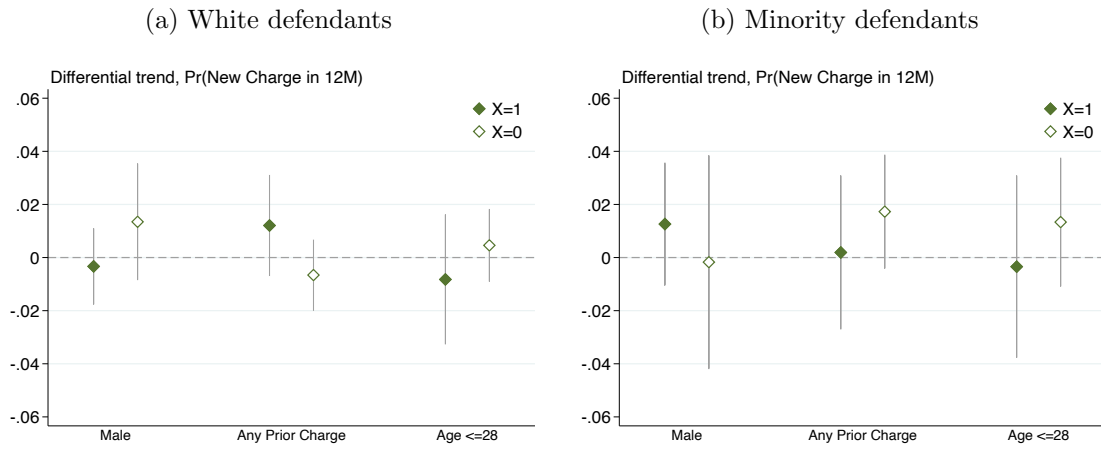 (a) White defendants
Differential trend, Pr(New Charge in 12M)
.06
.04
.02
0
-.02
-.04
-.06
X=1
X=0
Male
Any Prior Charge
Age <=28
(b) Minority defendants
Differential trend, Pr(New Charge in 12M)
.06
.04
.02
0
-.02
-.04
-.06
X=1
X=0
Male
Any Prior Charge
Age <=28